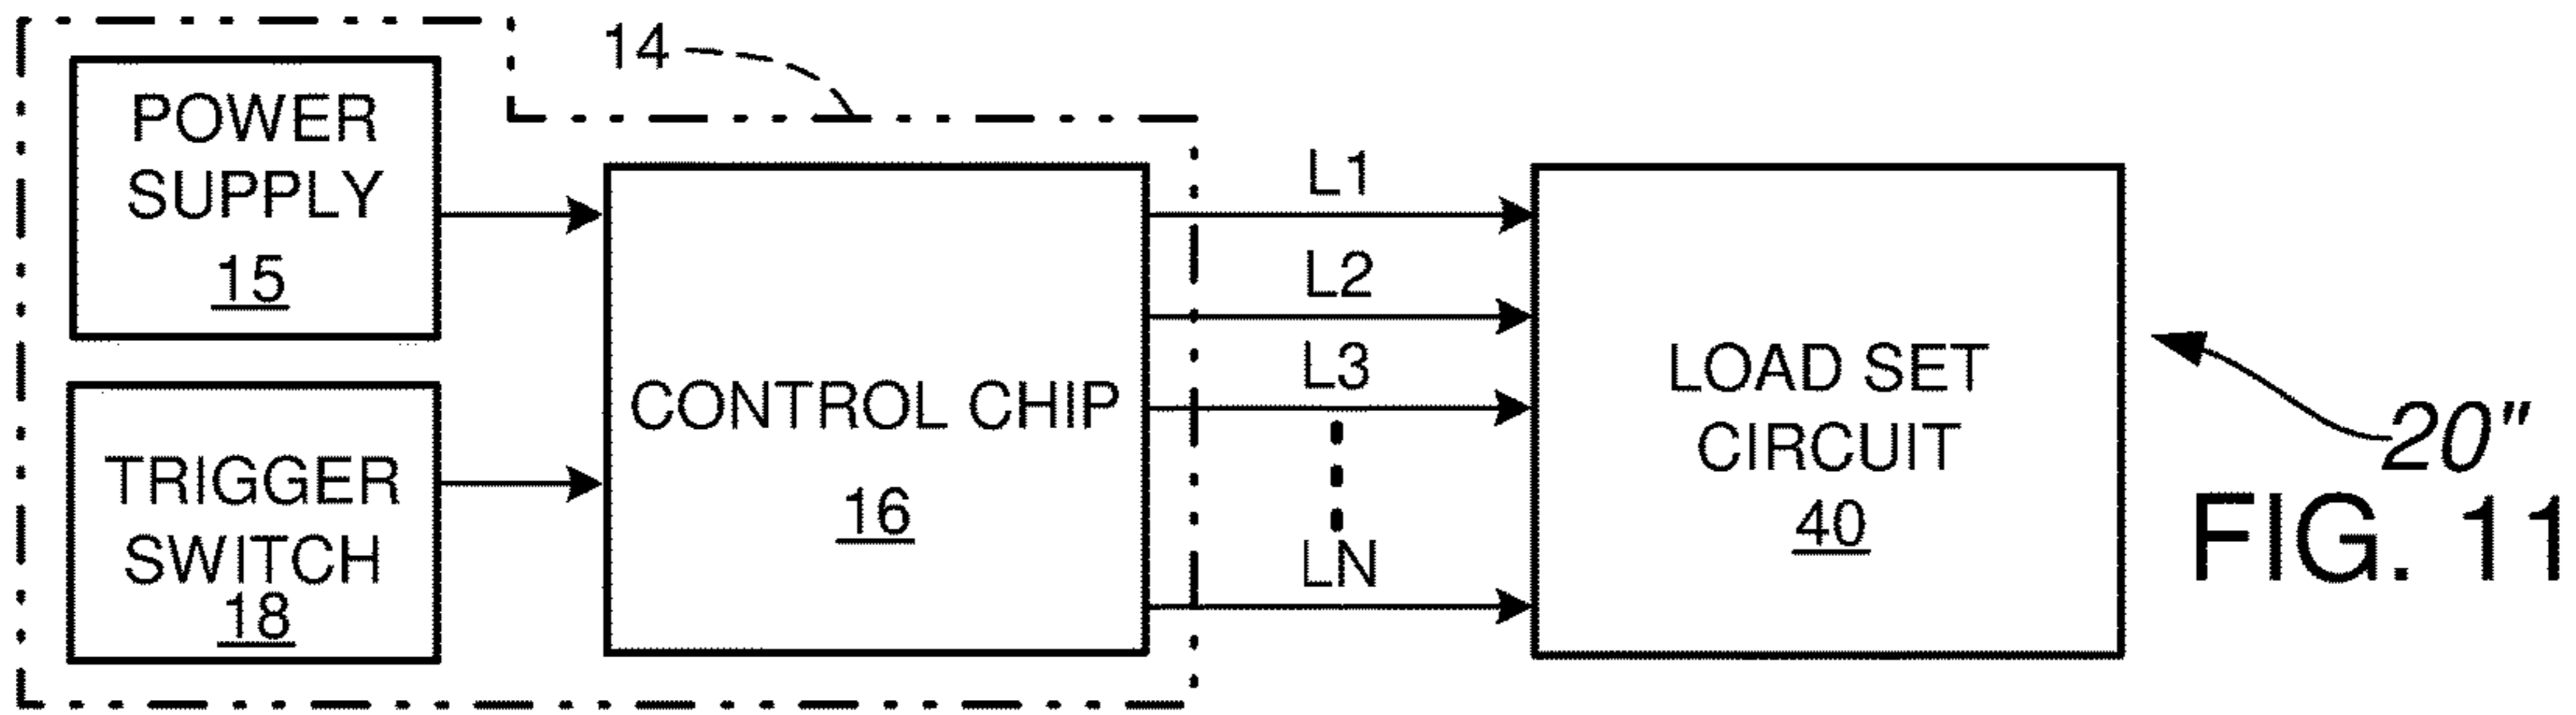 14
POWER
SUPPLY
15
TRIGGER
SWITCH
18
CONTROL CHIP
16
L1
L2
L3
LN
LOAD SET
CIRCUIT
40
20"
FIG. 11